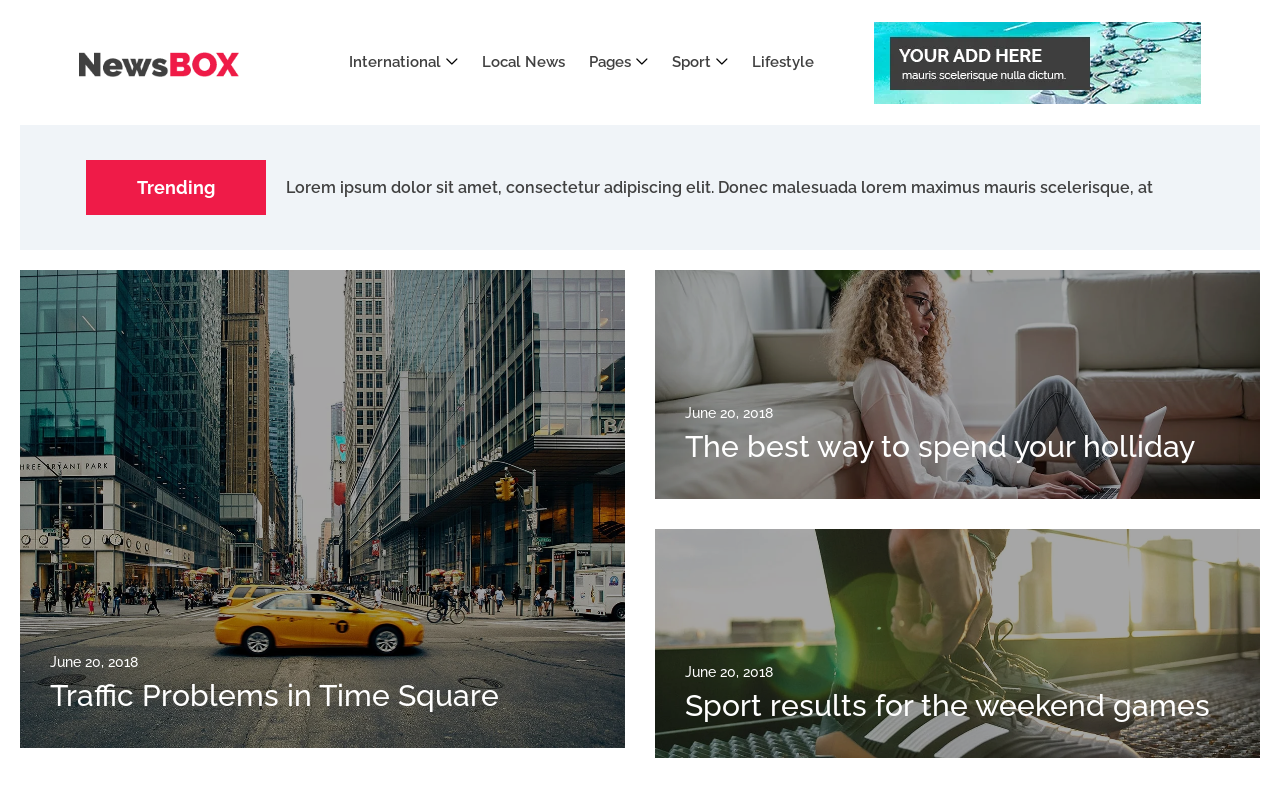 NewsBOX
International
Local News
Pages
Sport
Lifestyle
YOUR ADD HERE
mauris scelerisque nulla dictum.
Trending
Lorem ipsum dolor sit amet, consectetur adipiscing elit. Donec malesuada lorem maximus mauris scelerisque, at
HREE BRYANT PARK
BA
T
June 20, 2018
Traffic Problems in Time Square
June 20, 2018
The best way to spend your holliday
June 20, 2018
Sport results for the weekend games